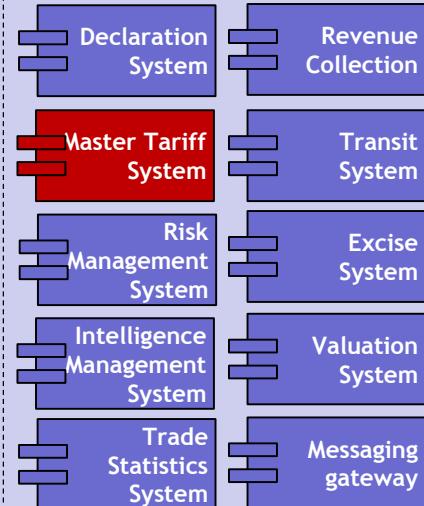 Declaration
System
Revenue
Collection
Master Tariff
System
Transit
System
Risk
Management
System
Excise
System
Intelligence
Management
System
Valuation
System
Trade
Statistics
System
Messaging
gateway